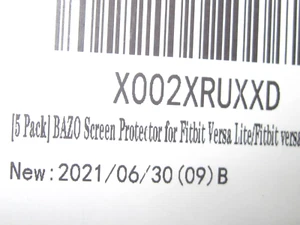 X002XRUXXD
[5 Pack] BAZO Screen Protector for Fitbit Versa Lite/Fitbit versa
New:2021/06/30(09)B